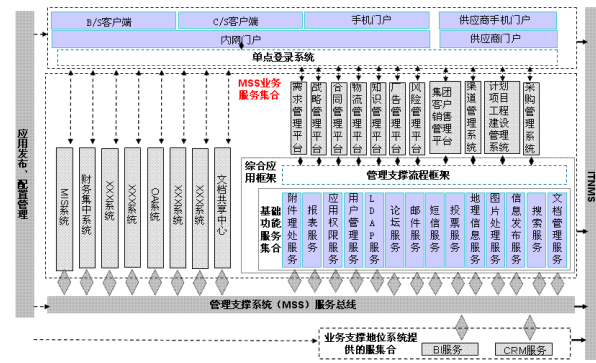 B/S客户端
C/S客户端
手机门户
供应商手机门户
内网门户
供应商门户
单点登录系统
应用发布、配置管理
MSS业务
服务集合
需求管理平台
战略管理平台
合同管理平台
物流管理平台
知识管理平台
广告管理平台
风险管理平台
集团客户销售管理平台
渠道管理系统
计划项目工程建设管理系统
采购管理系统
MIS系统
财务集中系统
XXX系统
XXX系统
OA系统
XXX系统
XXX系统
文档共享中心
综合应
用框架
管理支撑流程框架
基础
功能
服务
集合
附件处理服务
报表服务
应用权限服务
用户管理服务
LDAP服务
论坛服务
邮件服务
短信服务
投票服务
地理信息服务
图片处理服务
信息发布服务
搜索服务
文档管理服务
ITNMS
管理支撑系统（MSS）服务总线
业务支撑地位系统提
供的服集合
BI服务
CRM服务